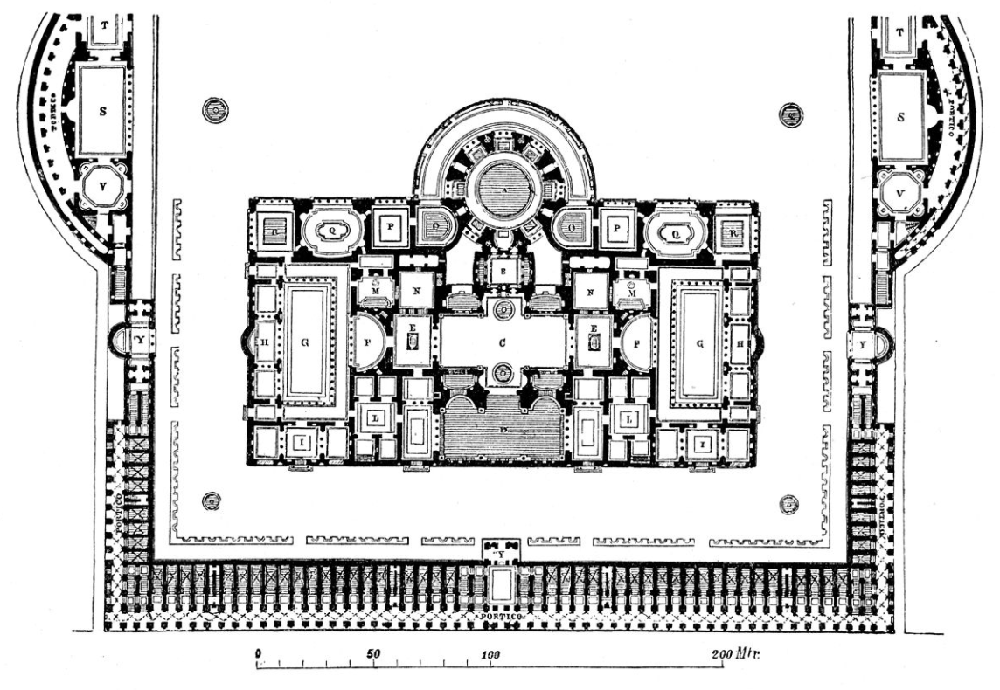 T T
S S
PORTICO PORTICO
V V
A
R Q P O O P Q R
B
M N N M
H G F E C E F G H
Y Y
L L
I I
D
PORTICO PORTICO
Y
PORTICO
0 50 100 200 Mtr.